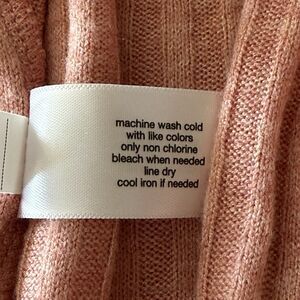 machine wash cold
with like colors
only non chlorine
bleach when needed
line dry
cool iron if needed